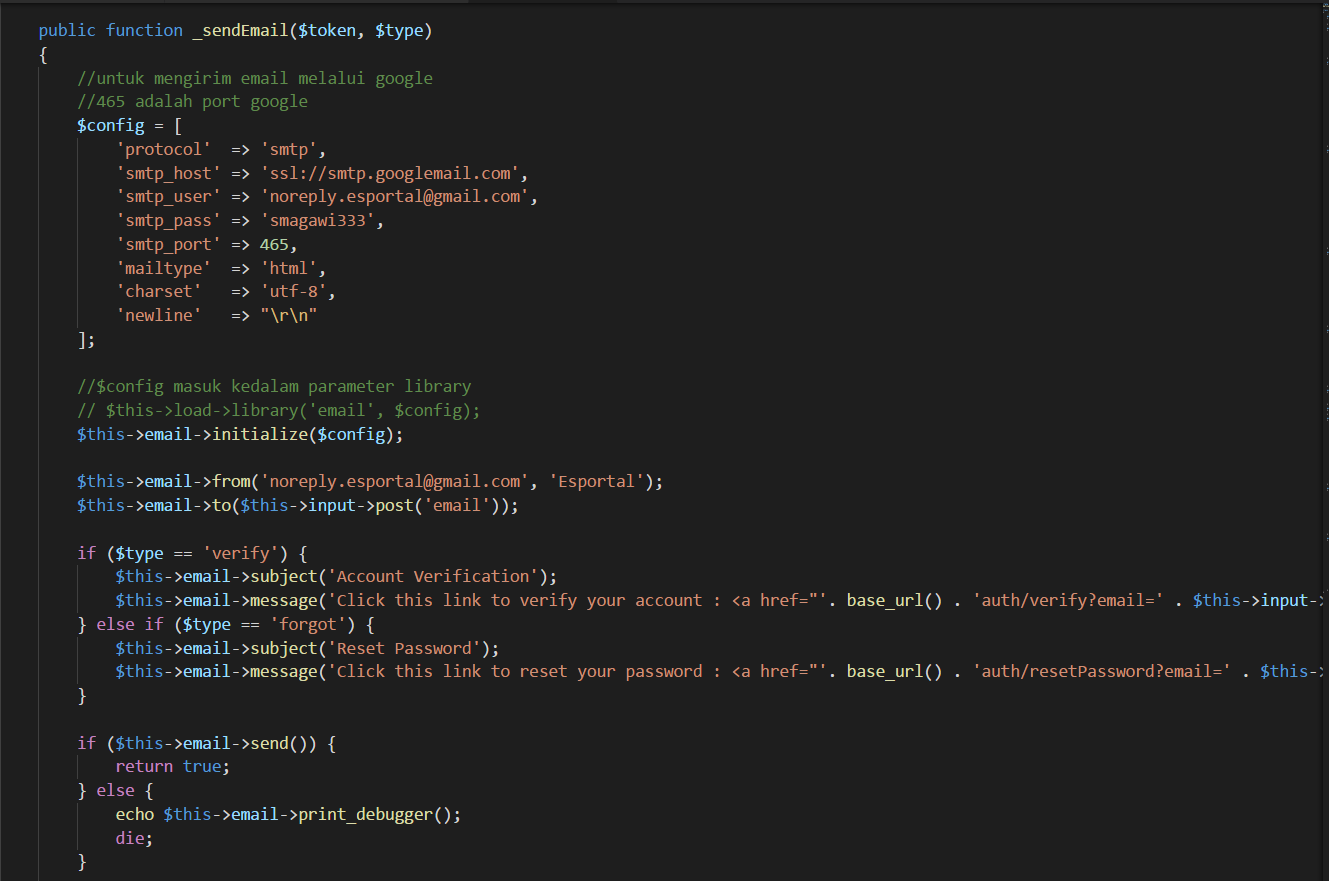 public function _sendEmail($token, $type)
{
    //untuk mengirim email melalui google
    //465 adalah port google
    $config = [
        'protocol'  => 'smtp',
        'smtp_host' => 'ssl://smtp.googlemail.com',
        'smtp_user' => 'noreply.esportal@gmail.com',
        'smtp_pass' => 'smagawi333',
        'smtp_port' => 465,
        'mailtype'  => 'html',
        'charset'   => 'utf-8',
        'newline'   => "\r\n"
    ];

    //$config masuk kedalam parameter library
    // $this->load->library('email', $config);
    $this->email->initialize($config);

    $this->email->from('noreply.esportal@gmail.com', 'Esportal');
    $this->email->to($this->input->post('email'));

    if ($type == 'verify') {
        $this->email->subject('Account Verification');
        $this->email->message('Click this link to verify your account : <a href="'. base_url() . 'auth/verify?email=' . $this->input->
    } else if ($type == 'forgot') {
        $this->email->subject('Reset Password');
        $this->email->message('Click this link to reset your password : <a href="'. base_url() . 'auth/resetPassword?email=' . $this->
    }

    if ($this->email->send()) {
        return true;
    } else {
        echo $this->email->print_debugger();
        die;
    }